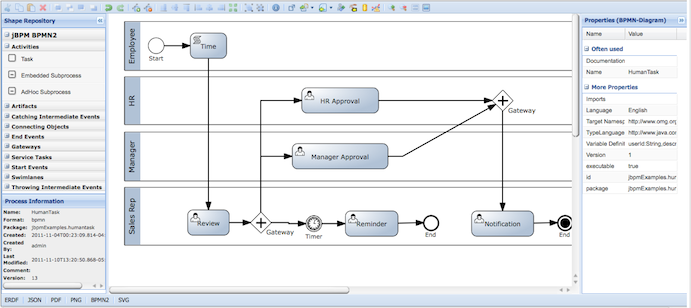 Shape Repository
jBPM BPMN2
Activities
Task
Embedded Subprocess
AdHoc Subprocess
Artifacts
Catching Intermediate Events
Connecting Objects
End Events
Gateways
Service Tasks
Start Events
Swimlanes
Throwing Intermediate Events
Process Information
Name: HumanTask
Format: bpmn
Package: jbpmExamples.humantask
Created: 2011-11-04T00:23:09.814-04
Created By: admin
Last Modified: 2011-11-10T13:20:50.868-05
Comment:
Version: 13
ERDF JSON PDF PNG BPMN2 SVG
Employee
Start
Time
HR
HR Approval
Gateway
Manager
Manager Approval
Sales Rep
Review
Gateway
Timer
Reminder
End
Notification
End
Properties (BPMN-Diagram)
Name Value
Often used
Documentation
Name HumanTask
More Properties
Imports
Language English
Target Namesp http://www.omg.or
TypeLanguage http://www.java.co
Variable Definit userId:String,descr
Version 1
executable true
id jbpmExamples.hur
package jbpmExamples.hur